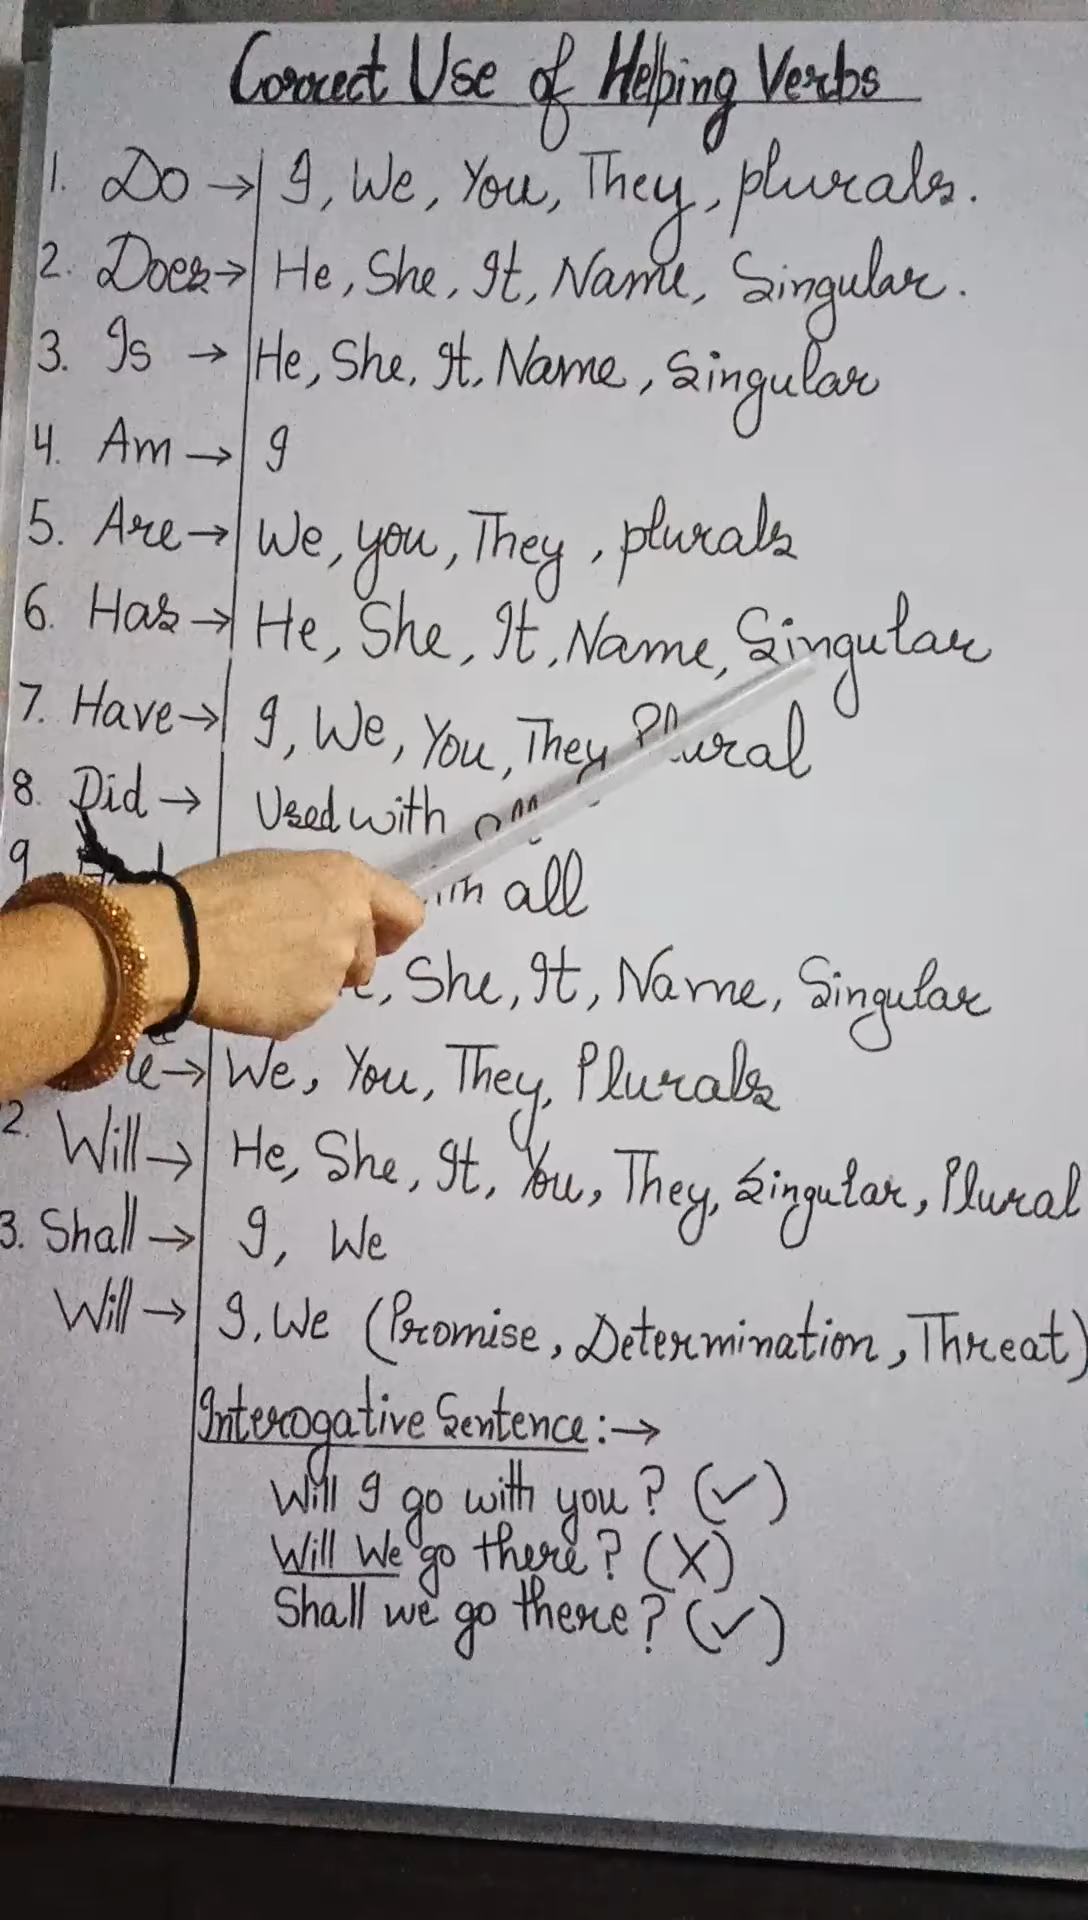 Correct Use of Helping Verbs
1. Do → I, We, You, They, plurals.
2. Does → He, She, It, Name, Singular.
3. Is → He, She, It, Name, Singular
4. Am → I
5. Are → We, you, They, plurals
6. Has → He, She, It, Name, Singular
7. Have → I, We, You, They Plural
8. Did → Used with all
9 all
She, It, Name, Singular
→ We, You, They, Plurals
2. Will → He, She, It, You, They, Singular, Plural
3. Shall → I, We
Will → I, We (Promise, Determination, Threat)
Interogative Sentence :→
Will I go with you? (✓)
Will We go there? (X)
Shall we go there? (✓)